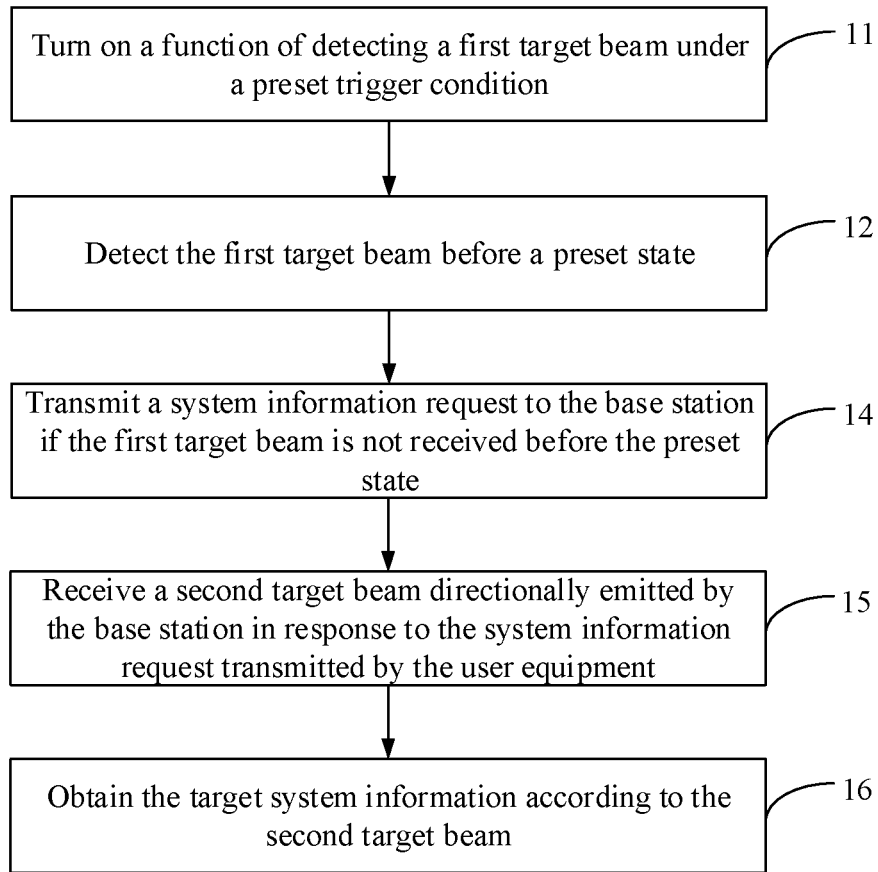 Turn on a function of detecting a first target beam under
a preset trigger condition
11
Detect the first target beam before a preset state
12
Transmit a system information request to the base station
if the first target beam is not received before the preset
state
14
Receive a second target beam directionally emitted by
the base station in response to the system information
request transmitted by the user equipment
15
Obtain the target system information according to the
second target beam
16